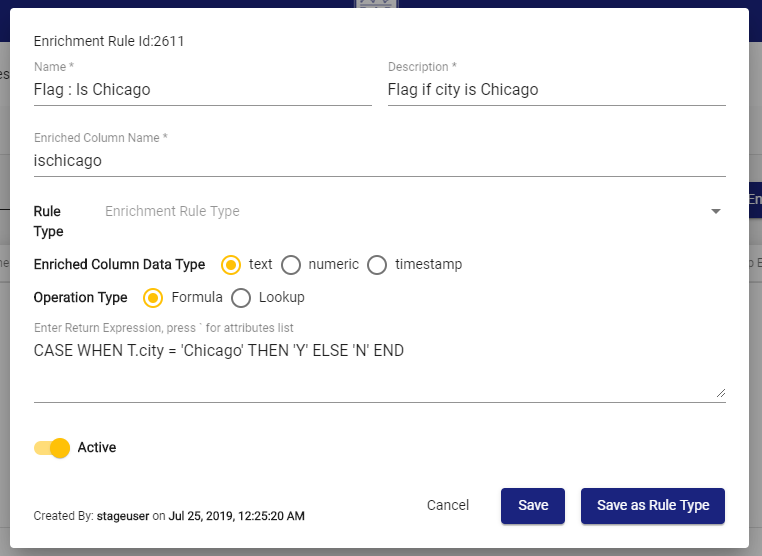 Enrichment Rule Id:2611
Name *
Description *
Flag : Is Chicago
Flag if city is Chicago
Enriched Column Name *
ischicago
Rule
Type
Enrichment Rule Type
Enriched Column Data Type text numeric timestamp
Operation Type Formula Lookup
Enter Return Expression, press ` for attributes list
CASE WHEN T.city = 'Chicago' THEN 'Y' ELSE 'N' END
Active
Cancel
Save
Save as Rule Type
Created By: stageuser on Jul 25, 2019, 12:25:20 AM